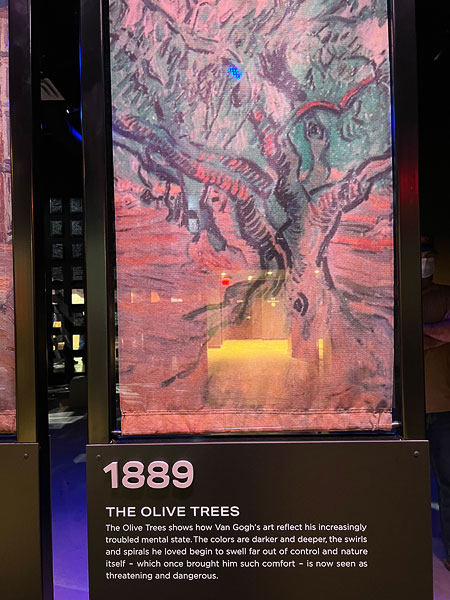 1889
THE OLIVE TREES
The Olive Trees shows how Van Gogh's art reflect his increasingly
troubled mental state. The colors are darker and deeper, the swirls
and spirals he loved begin to swell far out of control and nature
itself – which once brought him such comfort – is now seen as
threatening and dangerous.